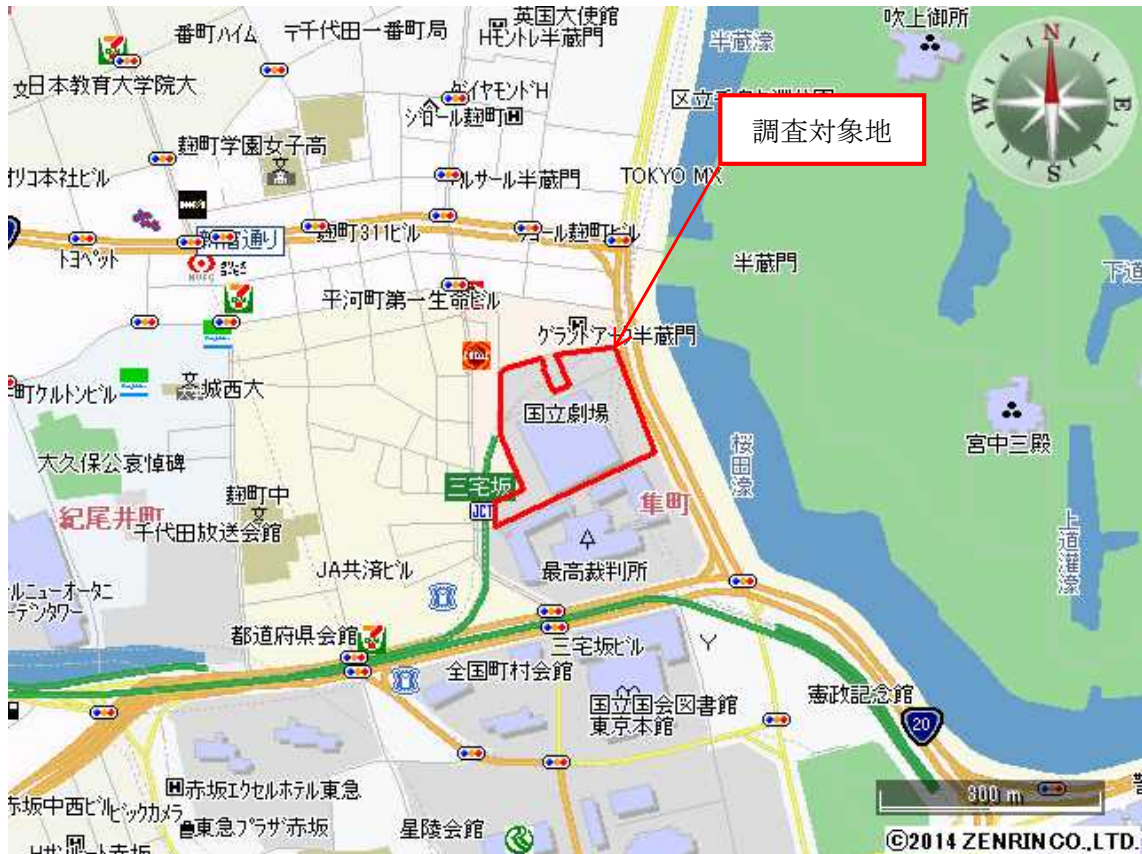 英国大使館
吹上御所
番町ハイム
〒千代田一番町局
Hモントレ半蔵門
半蔵濠
N
文日本教育大学院大
ダイヤモンドH
W
E
麹町学園女子高
調査対象地
S
オリコ本社ビル
ベルサール半蔵門
TOKYO MX
新宿通り
麹町311ビル
トヨペット
半蔵門
下道
平河町第一生命ビル
グランドアーク半蔵門
城西大
国立劇場
宮中三殿
桜田濠
大久保公哀悼碑
三宅坂
隼町
麹町中
JCT
紀尾井町
千代田放送会館
上道灌濠
JA共済ビル
最高裁判所
ルニューオータニ
ーデンタワー
都道府県会館
三宅坂ビル
全国町村会館
国立国会図書館
東京本館
憲政記念館
20
赤坂エクセルホテル東急
300 m
赤坂中西ビル
ビックカメラ
東急プラザ赤坂
星陵会館
©2014 ZENRIN CO., LTD.